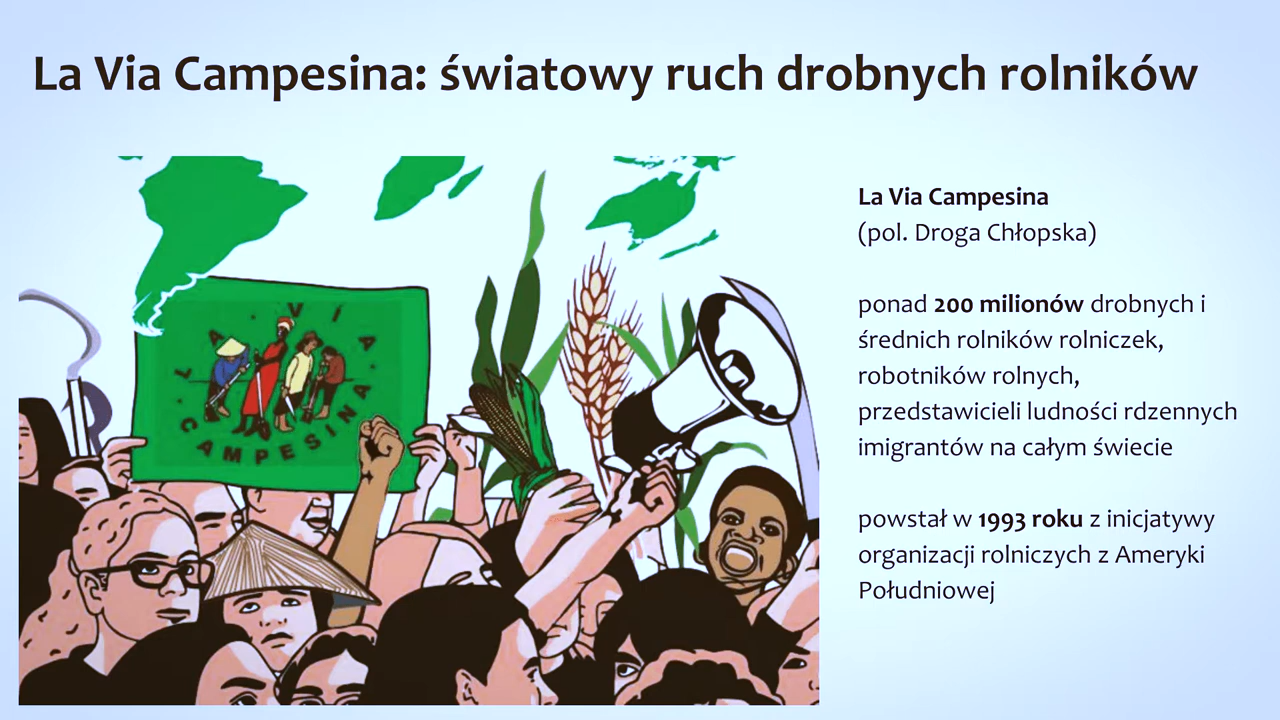 La Via Campesina: światowy ruch drobnych rolników
LA VÍA CAMPESINA
La Via Campesina
(pol. Droga Chłopska)
ponad 200 milionów drobnych i
średnich rolników rolniczek,
robotników rolnych,
przedstawicieli ludności rdzennych
imigrantów na całym świecie
powstał w 1993 roku z inicjatywy
organizacji rolniczych z Ameryki
Południowej